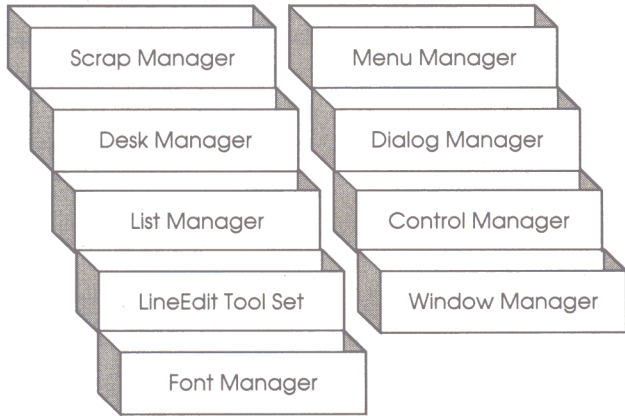 Scrap Manager
Desk Manager
List Manager
LineEdit Tool Set
Font Manager
Menu Manager
Dialog Manager
Control Manager
Window Manager